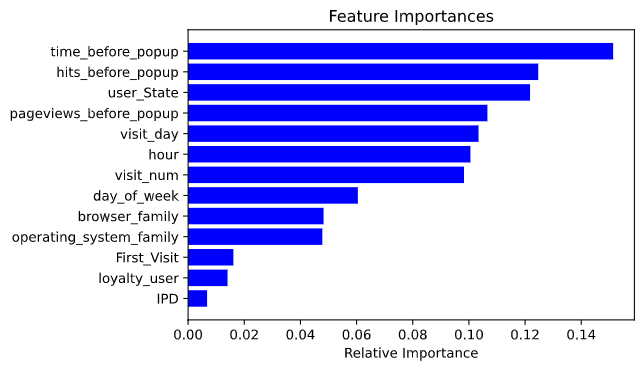 Feature Importances
time_before_popup
hits_before_popup
user_State
pageviews_before_popup
visit_day
hour
visit_num
day_of_week
browser_family
operating_system_family
First_Visit
loyalty_user
IPD
0.00 0.02 0.04 0.06 0.08 0.10 0.12 0.14
Relative Importance